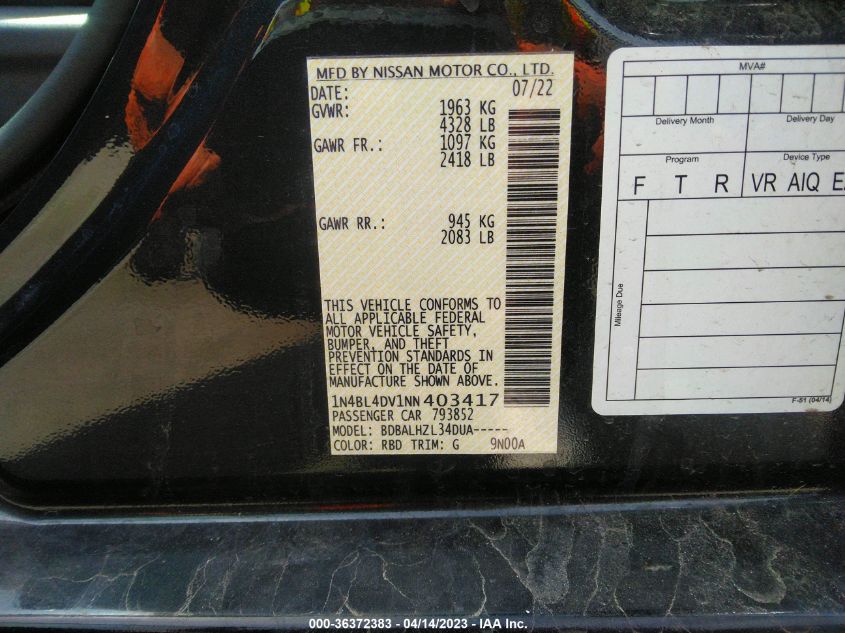 MFD BY NISSAN MOTOR CO., LTD.
DATE: 07/22
GVWR: 1963 KG
4328 LB
GAWR FR.: 1097 KG
2418 LB
GAWR RR.: 945 KG
2083 LB
THIS VEHICLE CONFORMS TO
ALL APPLICABLE FEDERAL
MOTOR VEHICLE SAFETY,
BUMPER, AND THEFT
PREVENTION STANDARDS IN
EFFECT ON THE DATE OF
MANUFACTURE SHOWN ABOVE.
1N4BL4DV1NN403417
PASSENGER CAR 793852
MODEL: BDBALHZL34DUA-----
COLOR: RBD TRIM: G 9N00A
MVA#
Delivery Month Delivery Day
Program Device Type
F T R VR AIQ
Mileage Due
F-51 (04/14)
000-36372383 - 04/14/2023 - IAA Inc.